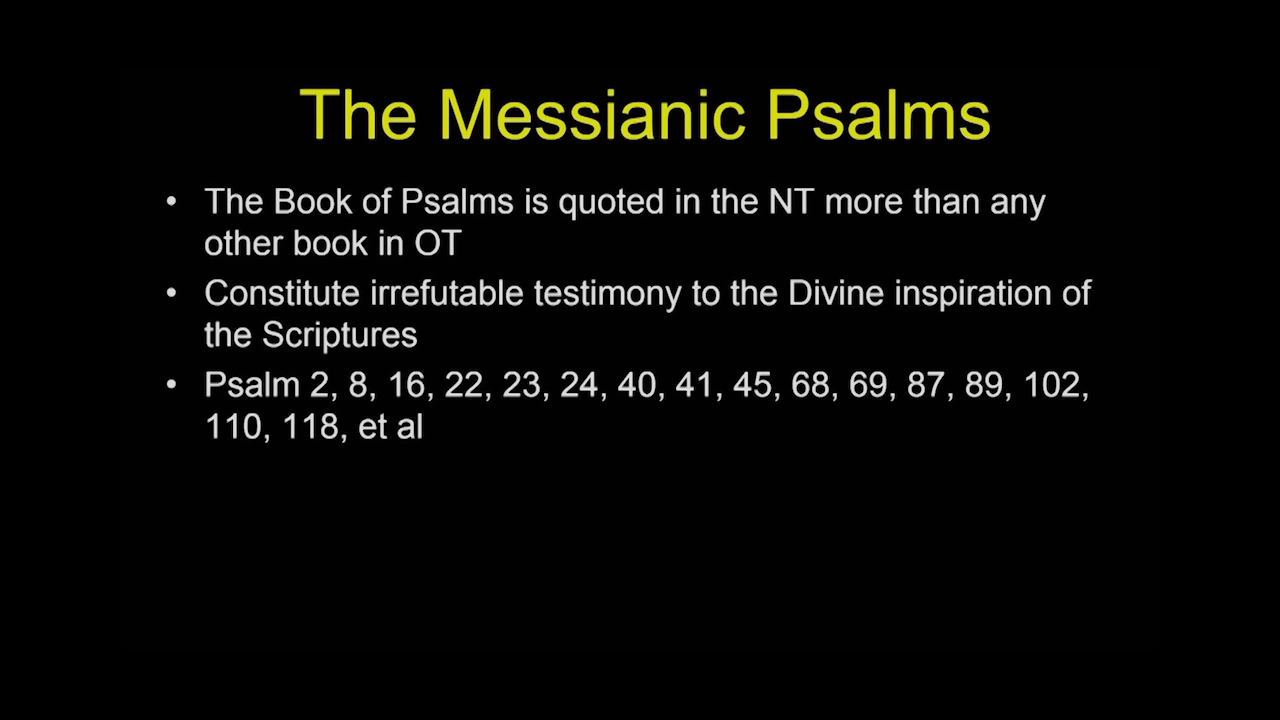 The Messianic Psalms
• The Book of Psalms is quoted in the NT more than any
other book in OT
• Constitute irrefutable testimony to the Divine inspiration of
the Scriptures
• Psalm 2, 8, 16, 22, 23, 24, 40, 41, 45, 68, 69, 87, 89, 102,
110, 118, et al